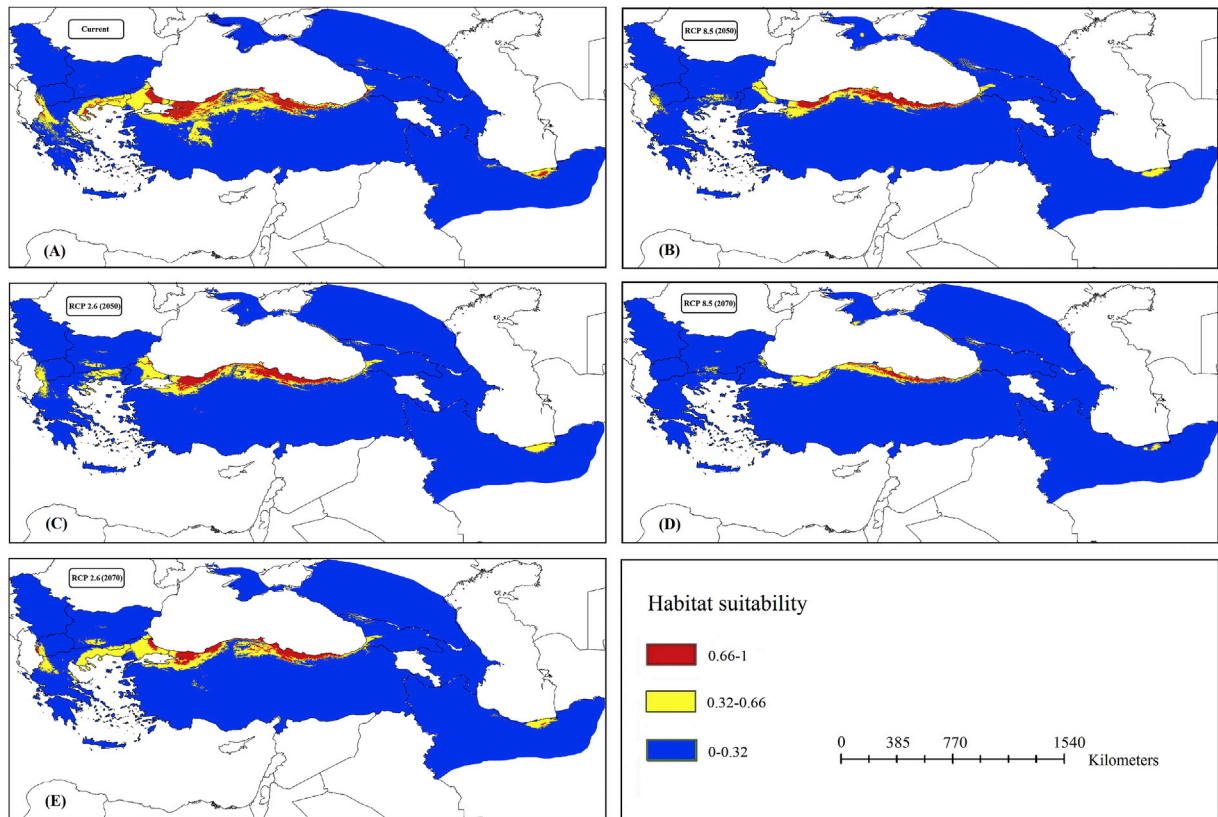 Current
(A)
RCP 8.5 (2050)
(B)
RCP 2.6 (2050)
(C)
RCP 8.5 (2070)
(D)
RCP 2.6 (2070)
(E)
Habitat suitability
0.66-1
0.32-0.66
0-0.32
0 385 770 1540
Kilometers